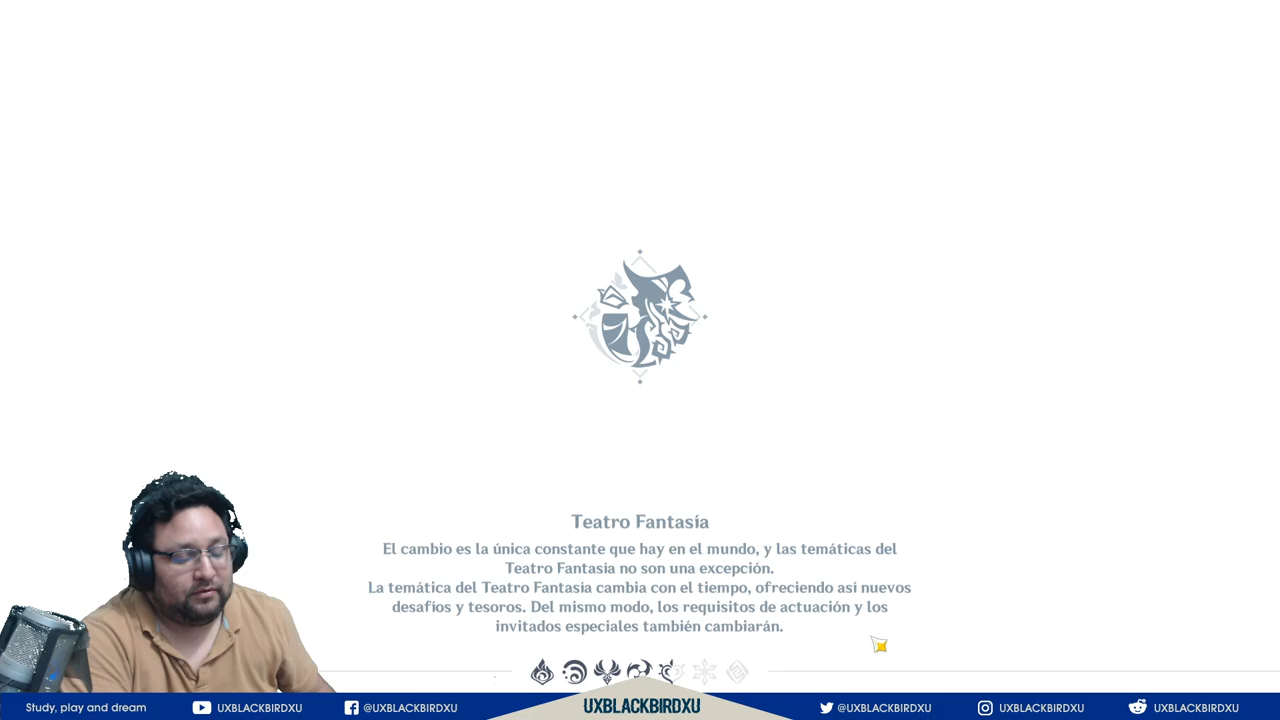 Teatro Fantasía
El cambio es la única constante que hay en el mundo, y las temáticas del
Teatro Fantasía no son una excepción.
La temática del Teatro Fantasía cambia con el tiempo, ofreciendo así nuevos
desafíos y tesoros. Del mismo modo, los requisitos de actuación y los
invitados especiales también cambiarán.
Study, play and dream
UXBLACKBIRDXU
@UXBLACKBIRDXU
UXBLACKBIRDXU
@UXBLACKBIRDXU
UXBLACKBIRDXU
UXBLACKBIRDXU